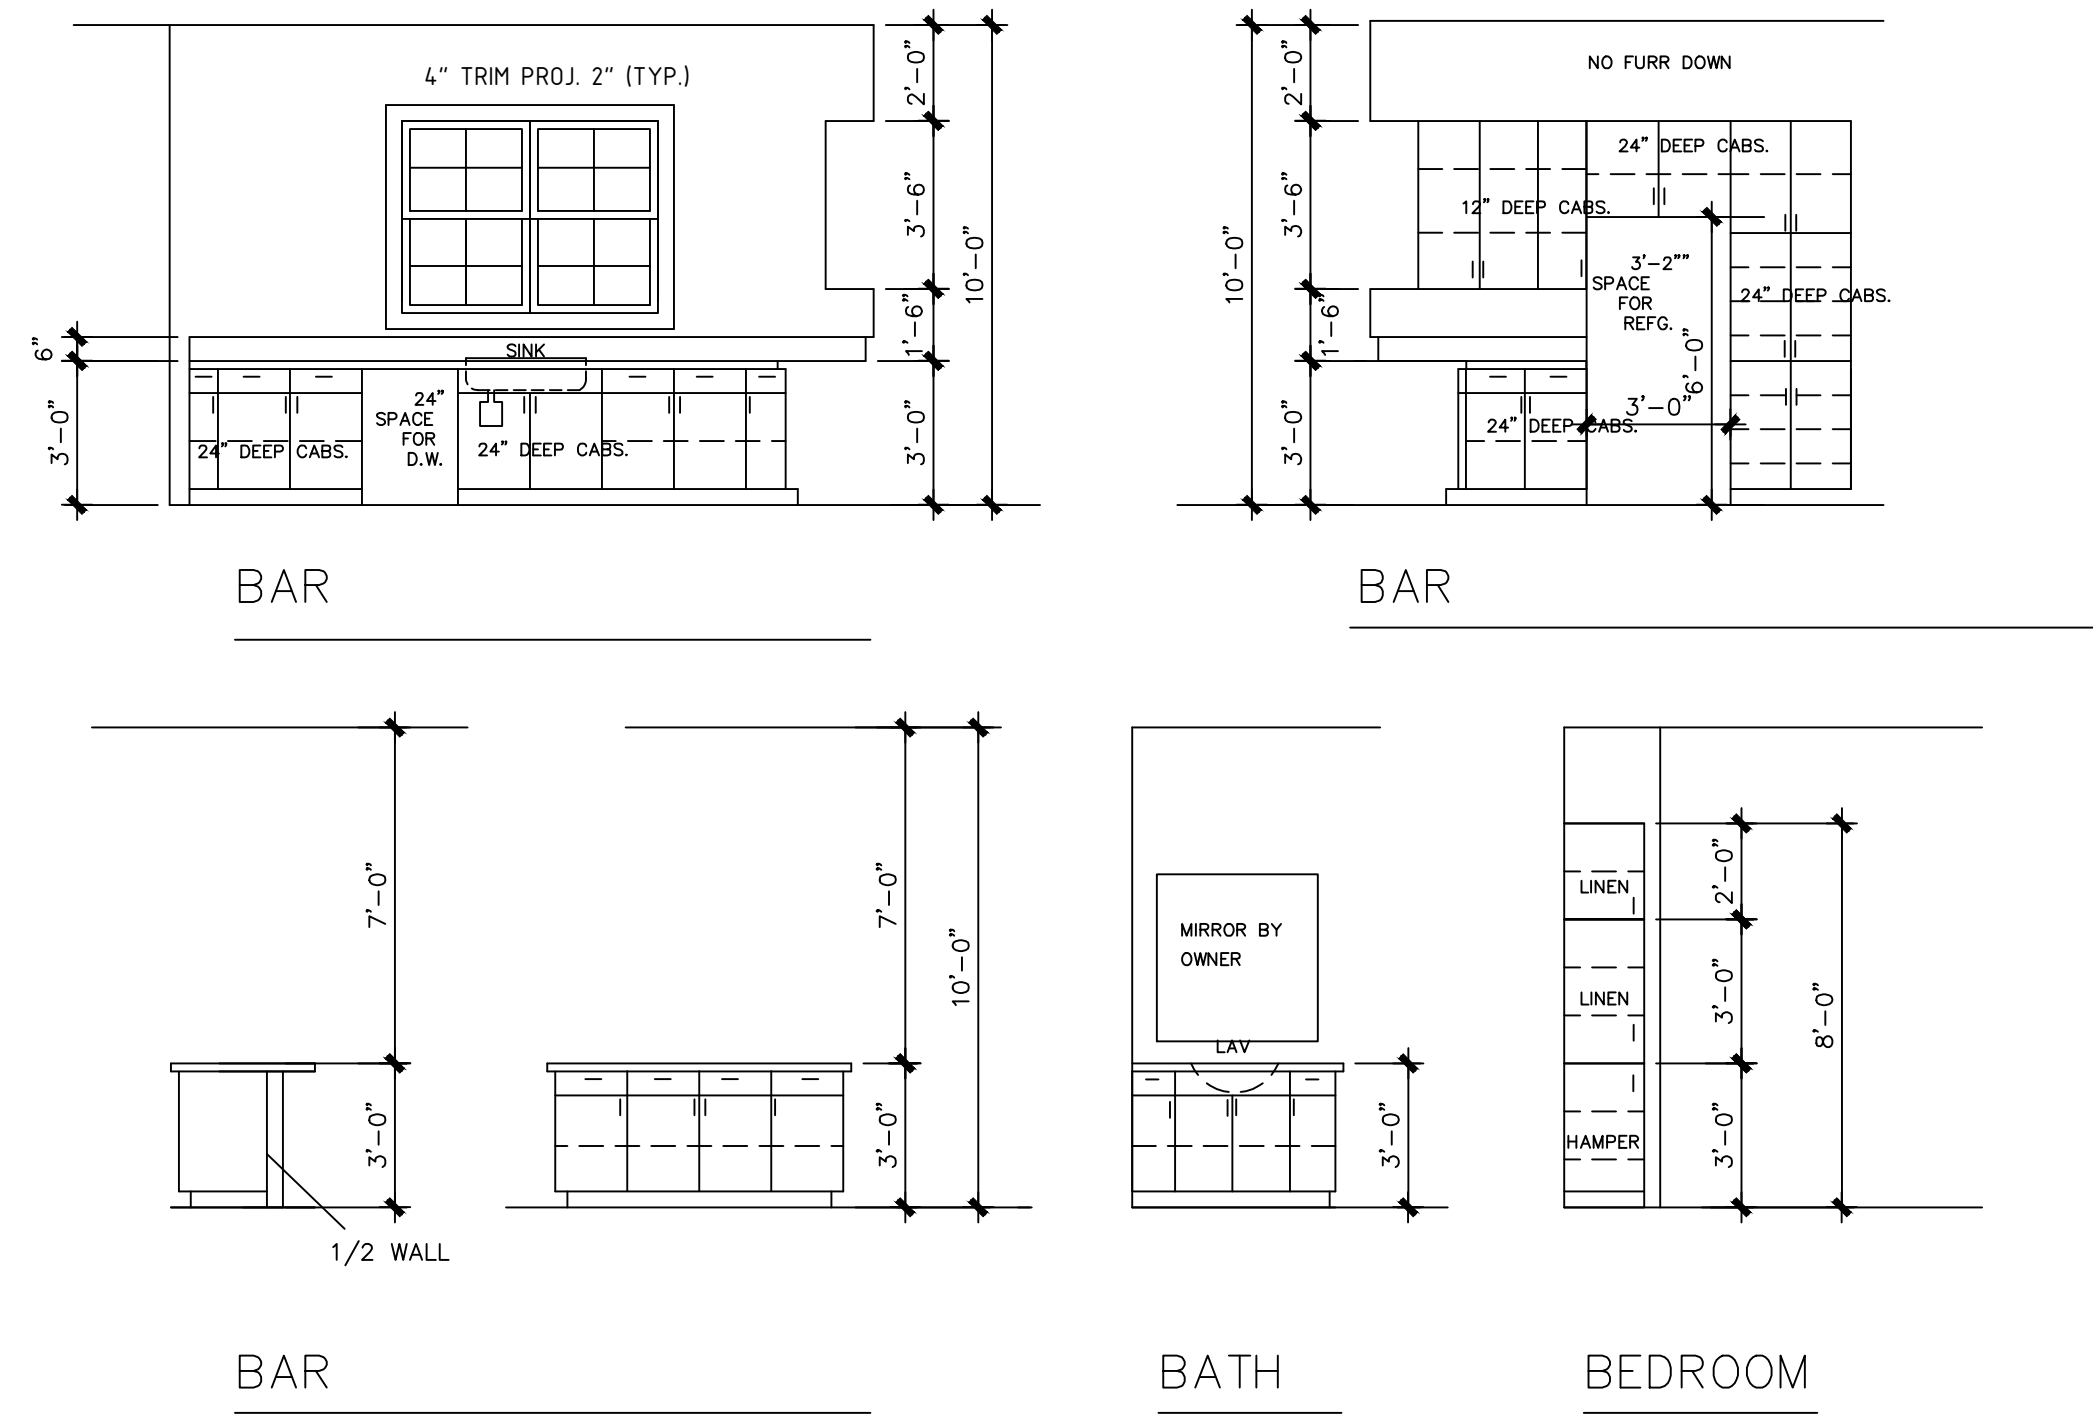 4" TRIM PROJ. 2" (TYP.)
2'-0"
3'-6"
10'-0"
1'-6"
3'-0"
6"
3'-0"
SINK
24"
SPACE
FOR
D.W.
24" DEEP CABS.
24" DEEP CABS.
BAR
NO FURR DOWN
2'-0"
3'-6"
10'-0"
1'-6"
3'-0"
24" DEEP CABS.
12" DEEP CABS.
3'-2""
SPACE
FOR
REFG.
24" DEEP CABS.
6'-0"
3'-0"
24" DEEP CABS.
BAR
7'-0"
3'-0"
1/2 WALL
7'-0"
10'-0"
3'-0"
BAR
MIRROR BY
OWNER
LAV
3'-0"
BATH
LINEN
LINEN
HAMPER
2'-0"
3'-0"
3'-0"
8'-0"
BEDROOM